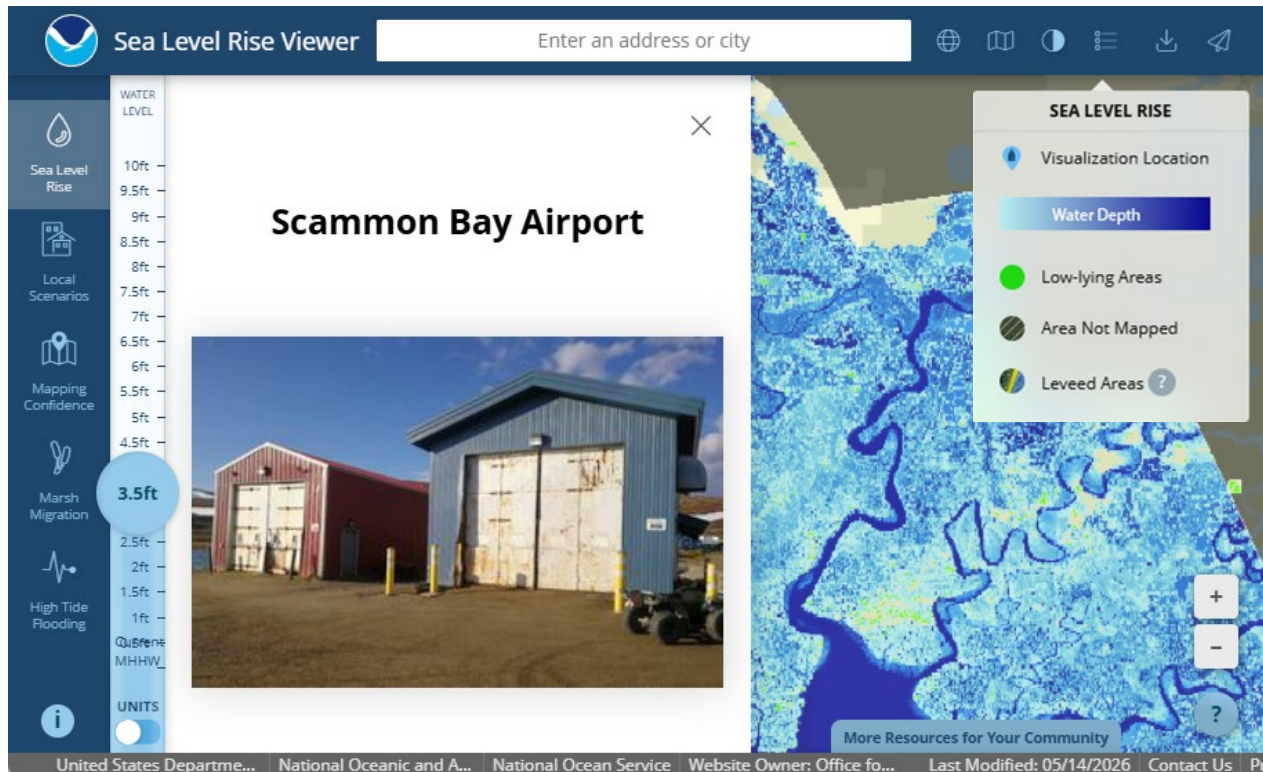 Sea Level Rise Viewer
Enter an address or city
Sea Level
Rise
Local
Scenarios
Mapping
Confidence
Marsh
Migration
High Tide
Flooding
WATER
LEVEL
10ft
9.5ft
9ft
8.5ft
8ft
7.5ft
7ft
6.5ft
6ft
5.5ft
5ft
4.5ft
3.5ft
2.5ft
2ft
1.5ft
1ft
0.5ft
Current
MHHW
UNITS
Scammon Bay Airport
SEA LEVEL RISE
Visualization Location
Water Depth
Low-lying Areas
Area Not Mapped
Leveed Areas ?
+
−
?
More Resources for Your Community
United States Departme... National Oceanic and A... National Ocean Service Website Owner: Office fo... Last Modified: 05/14/2026 Contact Us